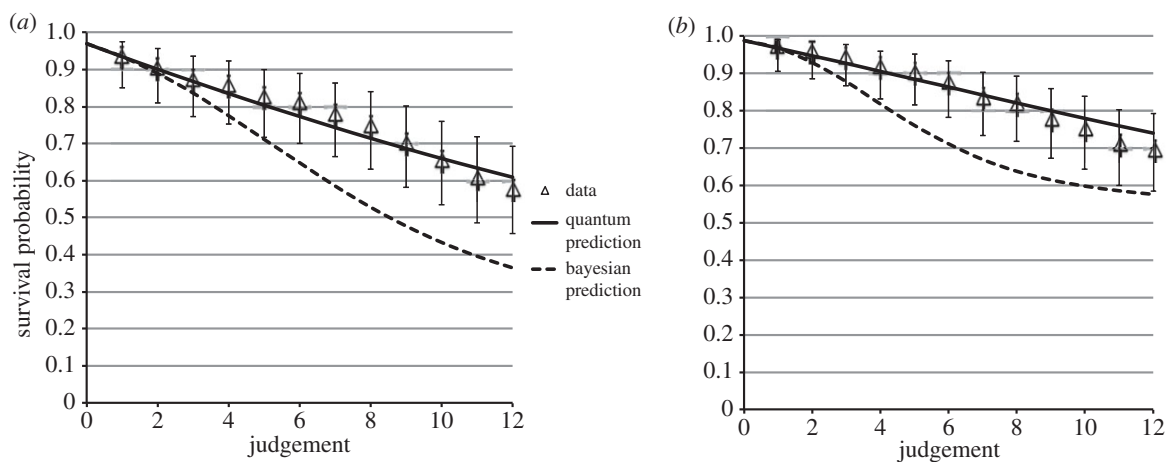 (a)
1.0
0.9
0.8
0.7
0.6
0.5
0.4
0.3
0.2
0.1
0
survival probability
0 2 4 6 8 10 12
judgement
data
quantum
prediction
bayesian
prediction
(b)
1.0
0.9
0.8
0.7
0.6
0.5
0.4
0.3
0.2
0.1
0
0 2 4 6 8 10 12
judgement